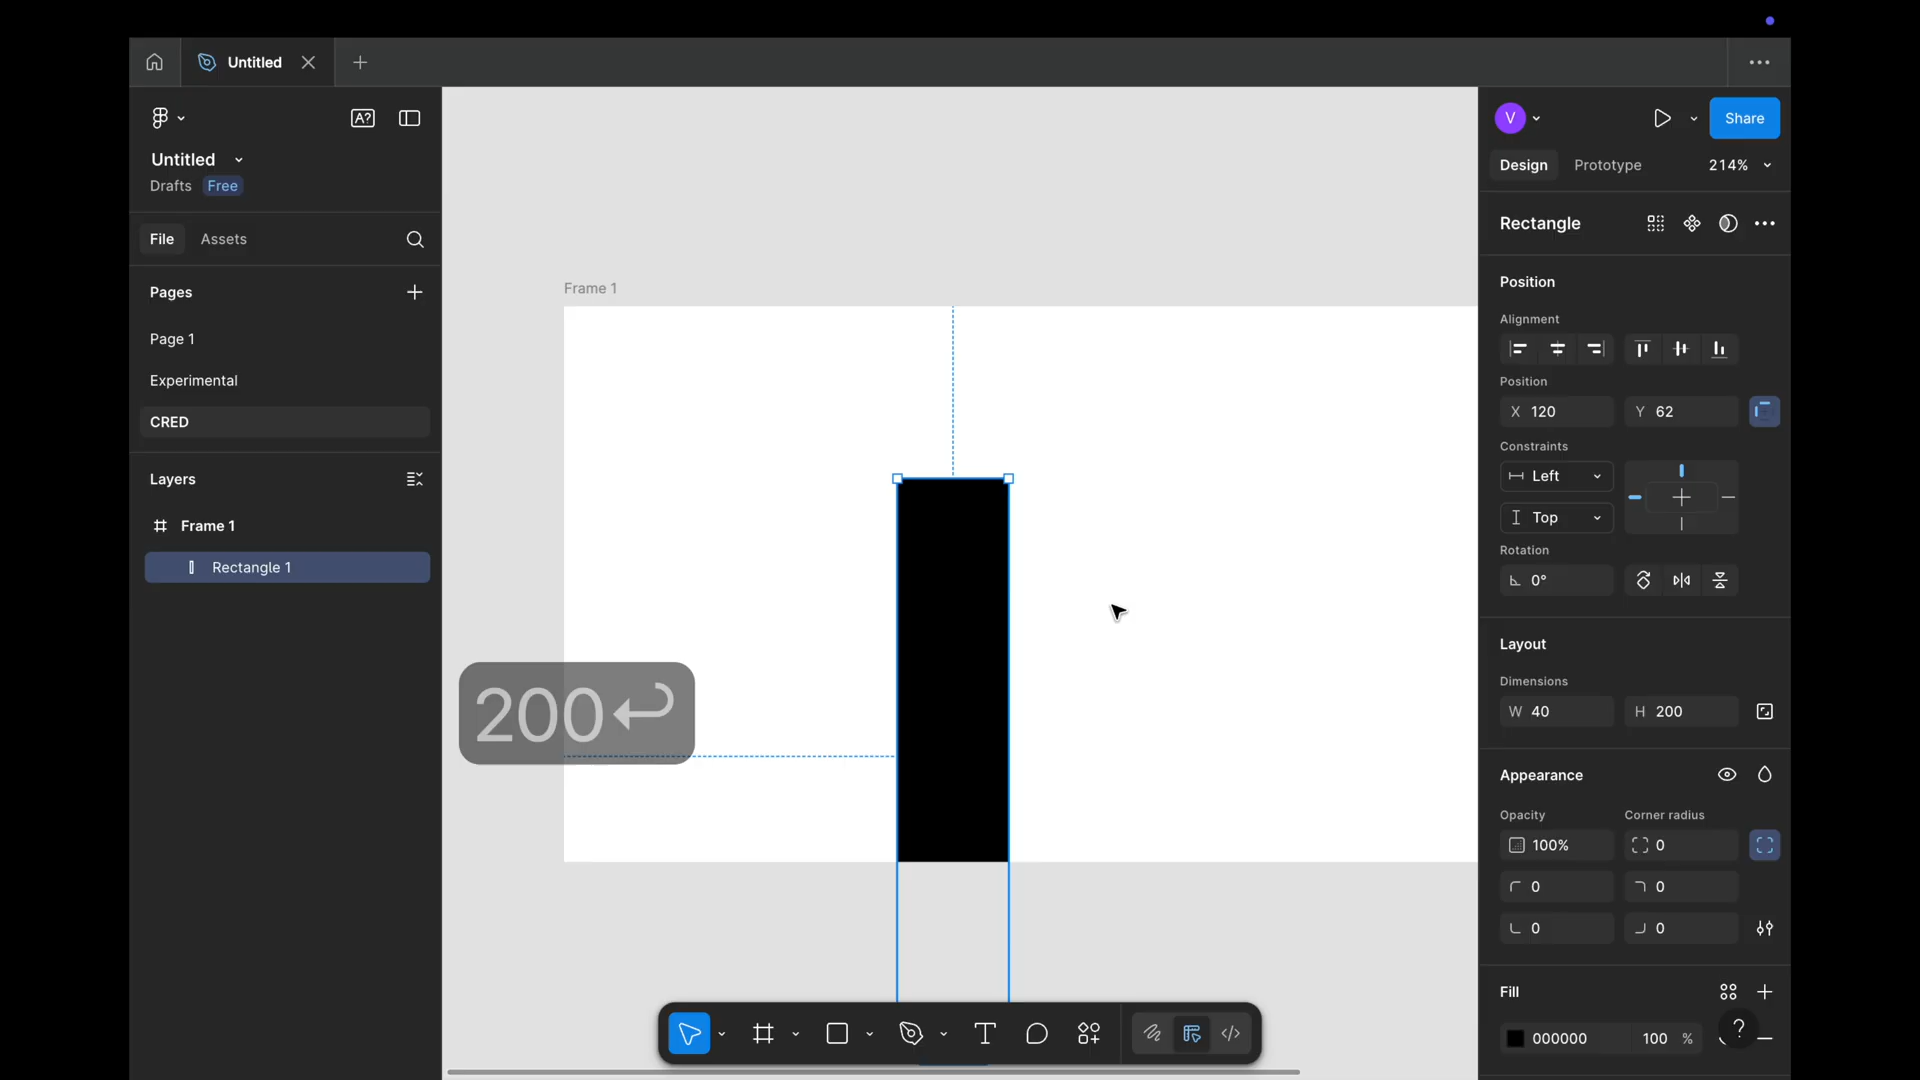 Untitled
A?
Untitled
Drafts Free
File Assets
Pages
Page 1
Experimental
CRED
Layers
Frame 1
Rectangle 1
Frame 1
200↵
T
V
Share
Design Prototype 214%
Rectangle
Position
Alignment
Position
X 120 Y 62
Constraints
Left
Top
Rotation
0°
Layout
Dimensions
W 40 H 200
Appearance
Opacity Corner radius
100% 0
0 0
0 0
Fill
000000 100 %
?